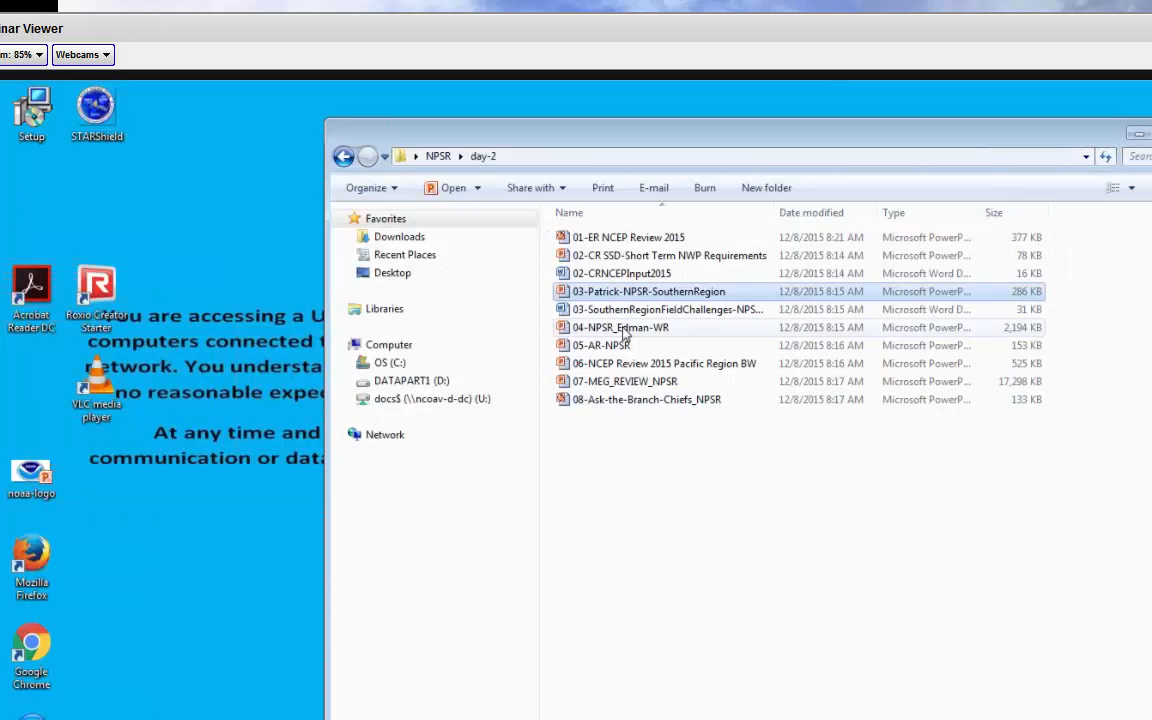 nar Viewer
m: 85%
Webcams
Setup
STARShield
NPSR
day-2
Sear
Organize
Open
Share with
Print
E-mail
Burn
New folder
Favorites
Downloads
Recent Places
Desktop
Libraries
Computer
OS (C:)
DATAPART1 (D:)
docs$ (\\ncoav-d-dc) (U:)
Network
Name Date modified Type Size
01-ER NCEP Review 2015 12/8/2015 8:21 AM Microsoft PowerP... 377 KB
02-CR SSD-Short Term NWP Requirements 12/8/2015 8:14 AM Microsoft PowerP... 78 KB
02-CRNCEPInput2015 12/8/2015 8:14 AM Microsoft Word D... 16 KB
03-Patrick-NPSR-SouthernRegion 12/8/2015 8:15 AM Microsoft PowerP... 286 KB
03-SouthernRegionFieldChallenges-NPS... 12/8/2015 8:15 AM Microsoft Word D... 31 KB
04-NPSR_Edman-WR 12/8/2015 8:15 AM Microsoft PowerP... 2,194 KB
05-AR-NPSR 12/8/2015 8:16 AM Microsoft PowerP... 153 KB
06-NCEP Review 2015 Pacific Region BW 12/8/2015 8:16 AM Microsoft PowerP... 525 KB
07-MEG_REVIEW_NPSR 12/8/2015 8:17 AM Microsoft PowerP... 17,298 KB
08-Ask-the-Branch-Chiefs_NPSR 12/8/2015 8:17 AM Microsoft PowerP... 133 KB
Acrobat
Reader DC
Roxio Creator
Starter
You are accessing a U
computers connected t
etwork. You understa
no reasonable expe
At any time and
communication or data
VLC media
player
noaa-logo
Mozilla
Firefox
Google
Chrome